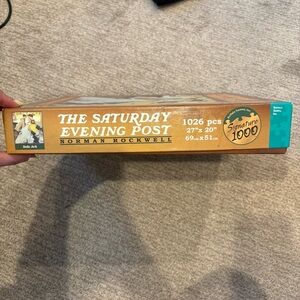 THE SATURDAY
EVENING POST
NORMAN ROCKWELL
1026 pcs
27" x 20"
69cm x 51cm
Signature
1000